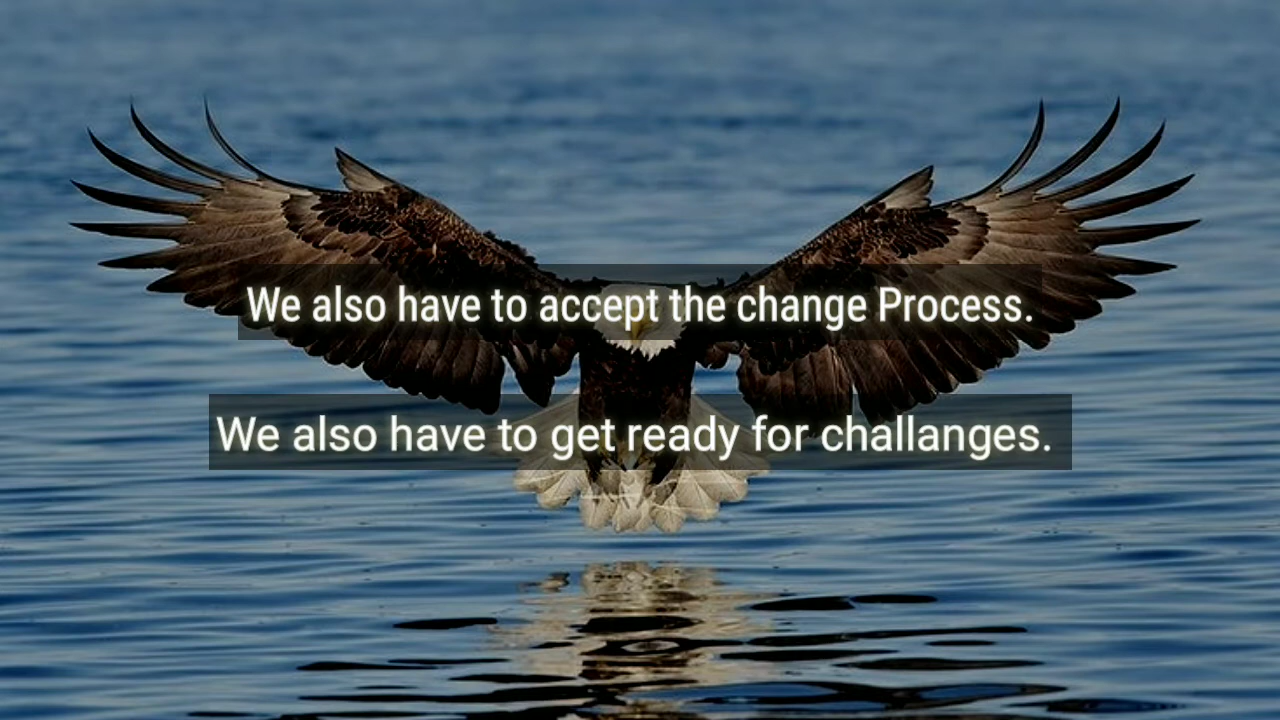 We also have to accept the change Process.
We also have to get ready for challanges.